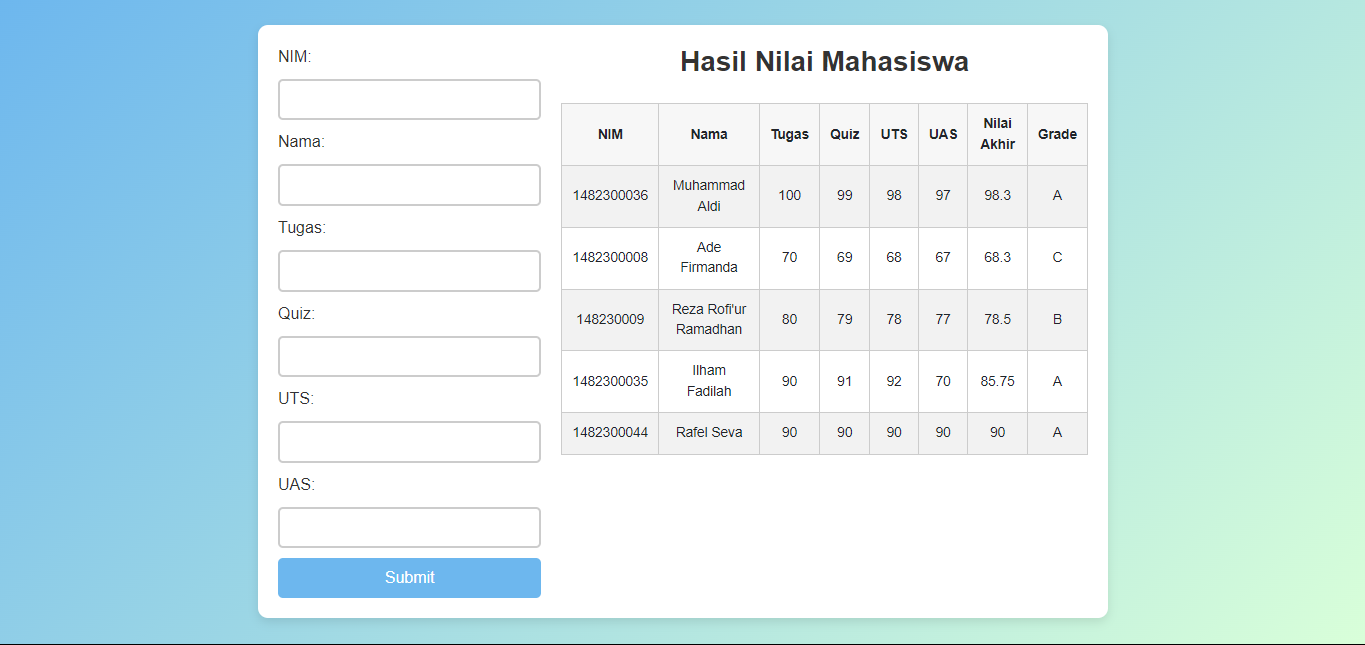 NIM:
Nama:
Tugas:
Quiz:
UTS:
UAS:
Submit
Hasil Nilai Mahasiswa
NIM Nama Tugas Quiz UTS UAS Nilai Akhir Grade
1482300036 Muhammad Aldi 100 99 98 97 98.3 A
1482300008 Ade Firmanda 70 69 68 67 68.3 C
148230009 Reza Rofi'ur Ramadhan 80 79 78 77 78.5 B
1482300035 Ilham Fadilah 90 91 92 70 85.75 A
1482300044 Rafel Seva 90 90 90 90 90 A